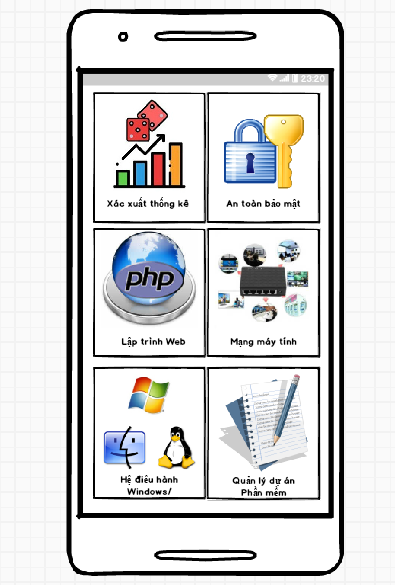 23:20
Xác xuất thống kê
An toàn bảo mật
php
Lập trình Web
Mạng máy tính
Hệ điều hành
Windows/
Quản lý dự án
Phần mềm